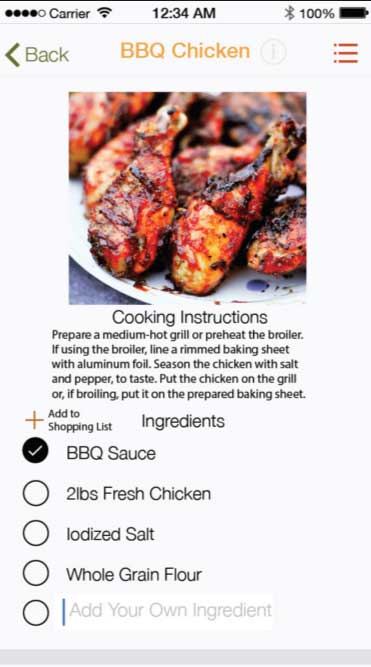 Carrier 12:34 AM 100%
Back BBQ Chicken i
Cooking Instructions
Prepare a medium-hot grill or preheat the broiler.
If using the broiler, line a rimmed baking sheet
with aluminum foil. Season the chicken with salt
and pepper, to taste. Put the chicken on the grill
or, if broiling, put it on the prepared baking sheet.
Add to
Shopping List
Ingredients
BBQ Sauce
2lbs Fresh Chicken
Iodized Salt
Whole Grain Flour
Add Your Own Ingredient